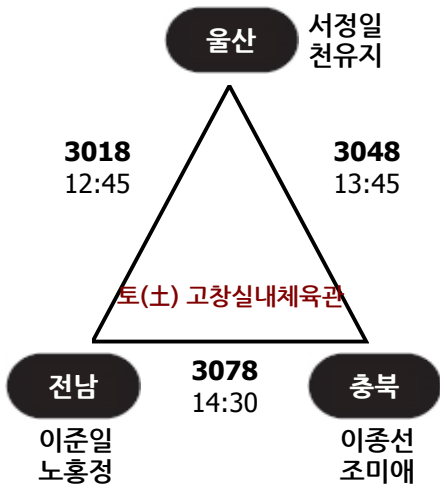 울산
서정일
천유지
3018
12:45
3048
13:45
토(土) 고창실내체육관
전남
3078
14:30
충북
이준일
노홍정
이종선
조미애